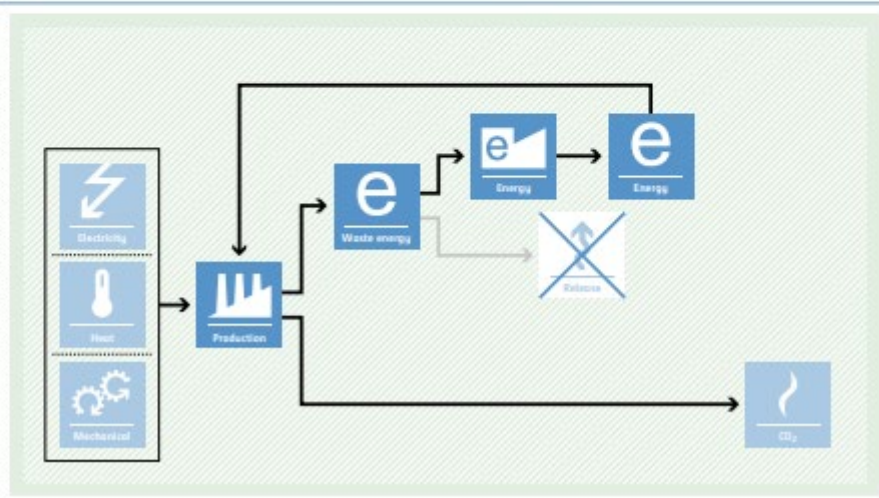 e
Energy
e
Energy
e
Waste energy
Electricity
Release
Heat
Production
Mechanical
CO₂